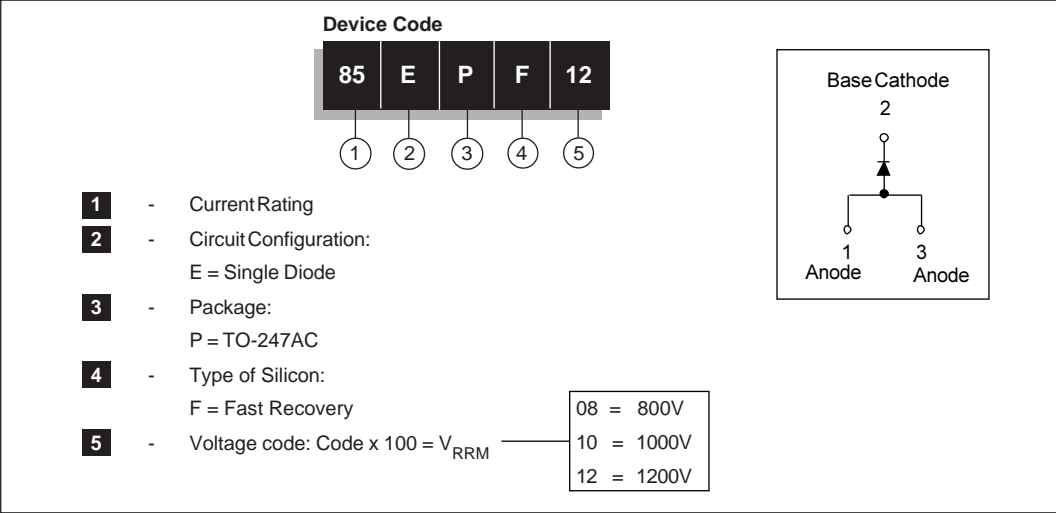 Device Code
85 E P F 12
1 2 3 4 5
1 - Current Rating
2 - Circuit Configuration:
E = Single Diode
3 - Package:
P = TO-247AC
4 - Type of Silicon:
F = Fast Recovery
5 - Voltage code: Code x 100 = VRRM
08 = 800V
10 = 1000V
12 = 1200V
Base Cathode
2
1 3
Anode Anode